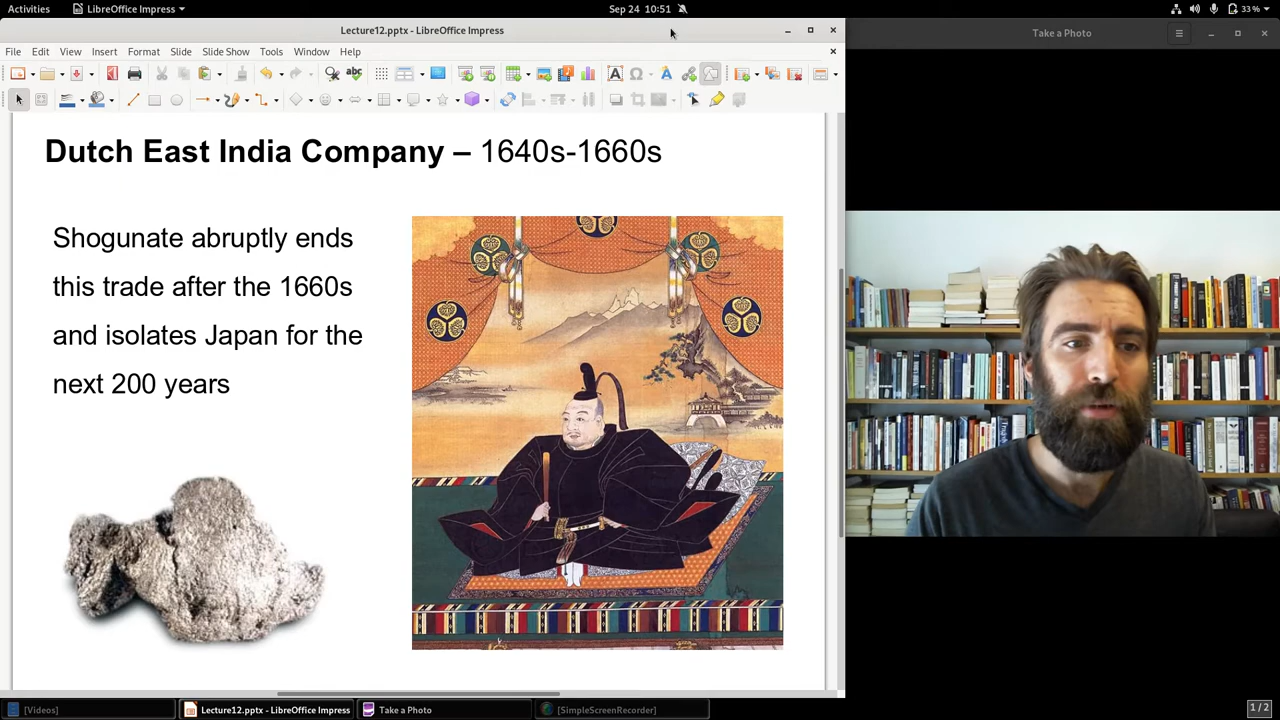 Activities LibreOffice Impress Sep 24 10:51 33 %
Lecture12.pptx - LibreOffice Impress
Take a Photo
File Edit View Insert Format Slide Slide Show Tools Window Help
Dutch East India Company – 1640s-1660s
Shogunate abruptly ends
this trade after the 1660s
and isolates Japan for the
next 200 years
[Videos] Lecture12.pptx - LibreOffice Impress Take a Photo [SimpleScreenRecorder] 1/2